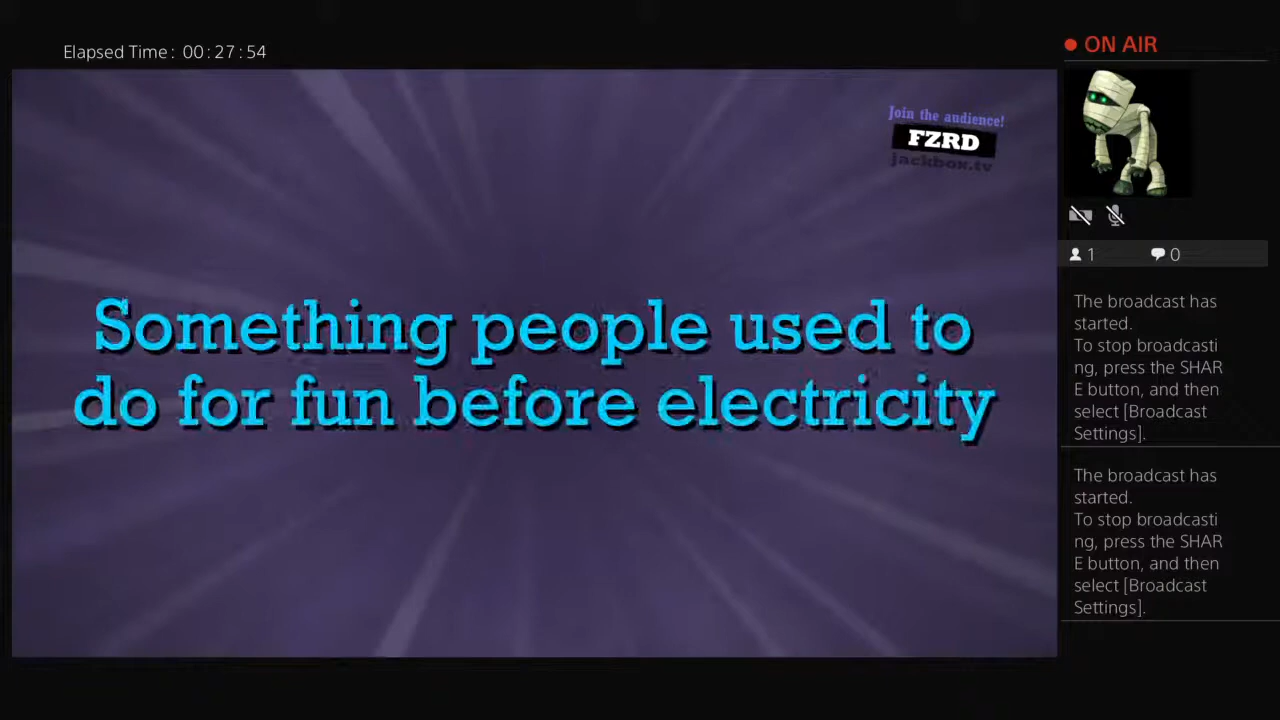 Elapsed Time: 00:27:54
ON AIR
Join the audience!
FZRD
jackbox.tv
Something people used to
do for fun before electricity
1
0
The broadcast has
started.
To stop broadcasti
ng, press the SHAR
E button, and then
select [Broadcast
Settings].
The broadcast has
started.
To stop broadcasti
ng, press the SHAR
E button, and then
select [Broadcast
Settings].